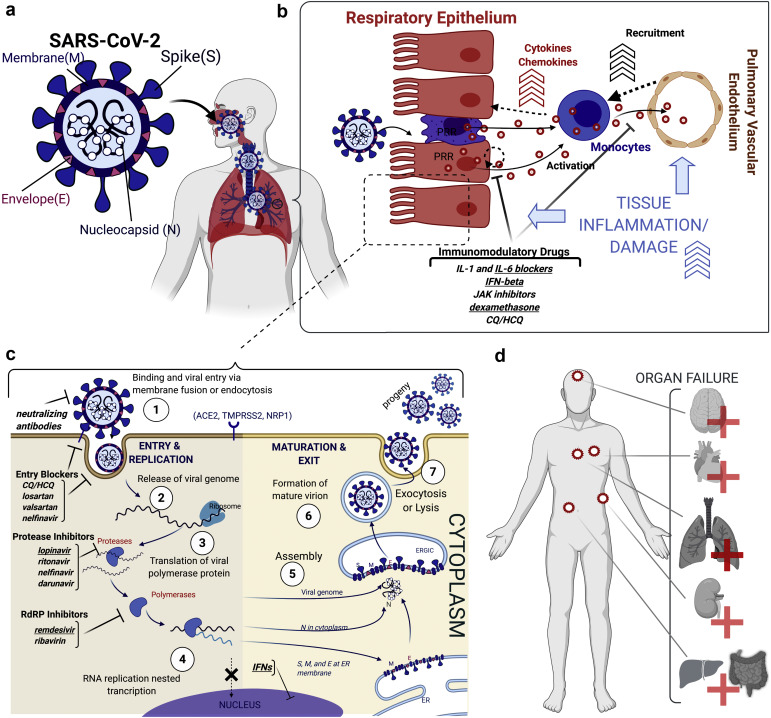 a
SARS-CoV-2
Membrane(M)
Spike(S)
Envelope(E)
Nucleocapsid (N)
b
Respiratory Epithelium
Cytokines
Chemokines
Recruitment
PRR
PRR
Monocytes
Activation
Pulmonary Vascular
Endothelium
TISSUE
INFLAMMATION/
DAMAGE
Immunomodulatory Drugs
IL-1 and IL-6 blockers
IFN-beta
JAK inhibitors
dexamethasone
CQ/HCQ
c
Binding and viral entry via
membrane fusion or endocytosis
1
neutralizing
antibodies
(ACE2, TMPRSS2, NRP1)
progeny
ENTRY &
REPLICATION
MATURATION &
EXIT
Entry Blockers
CQ/HCQ
losartan
valsartan
nelfinavir
Release of viral genome
2
Ribosome
3
Translation of viral
polymerase protein
Protease Inhibitors
lopinavir
ritonavir
nelfinavir
darunavir
Proteases
Polymerases
RdRP Inhibitors
remdesivir
ribavirin
4
RNA replication nested
trancription
NUCLEUS
IFNs
Formation of
mature virion
6
7
Exocytosis
or Lysis
CYTOPLASM
Assembly
5
ERGIC
S M E
Viral genome
N
N in cytoplasm
S, M, and E at ER
membrane
M E
S
ER
d
ORGAN FAILURE